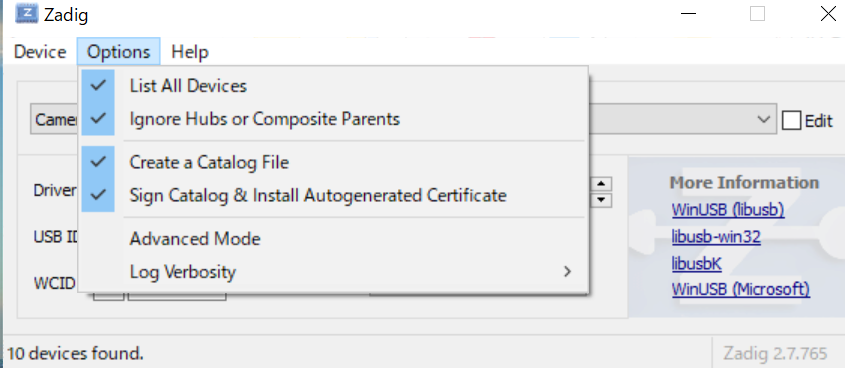 Zadig
Device Options Help
List All Devices
Ignore Hubs or Composite Parents
Edit
Create a Catalog File
Sign Catalog & Install Autogenerated Certificate
Driver
More Information
WinUSB (libusb)
USB
libusb-win32
Advanced Mode
libusbK
Log Verbosity
WCID
WinUSB (Microsoft)
10 devices found.
Zadig 2.7.765